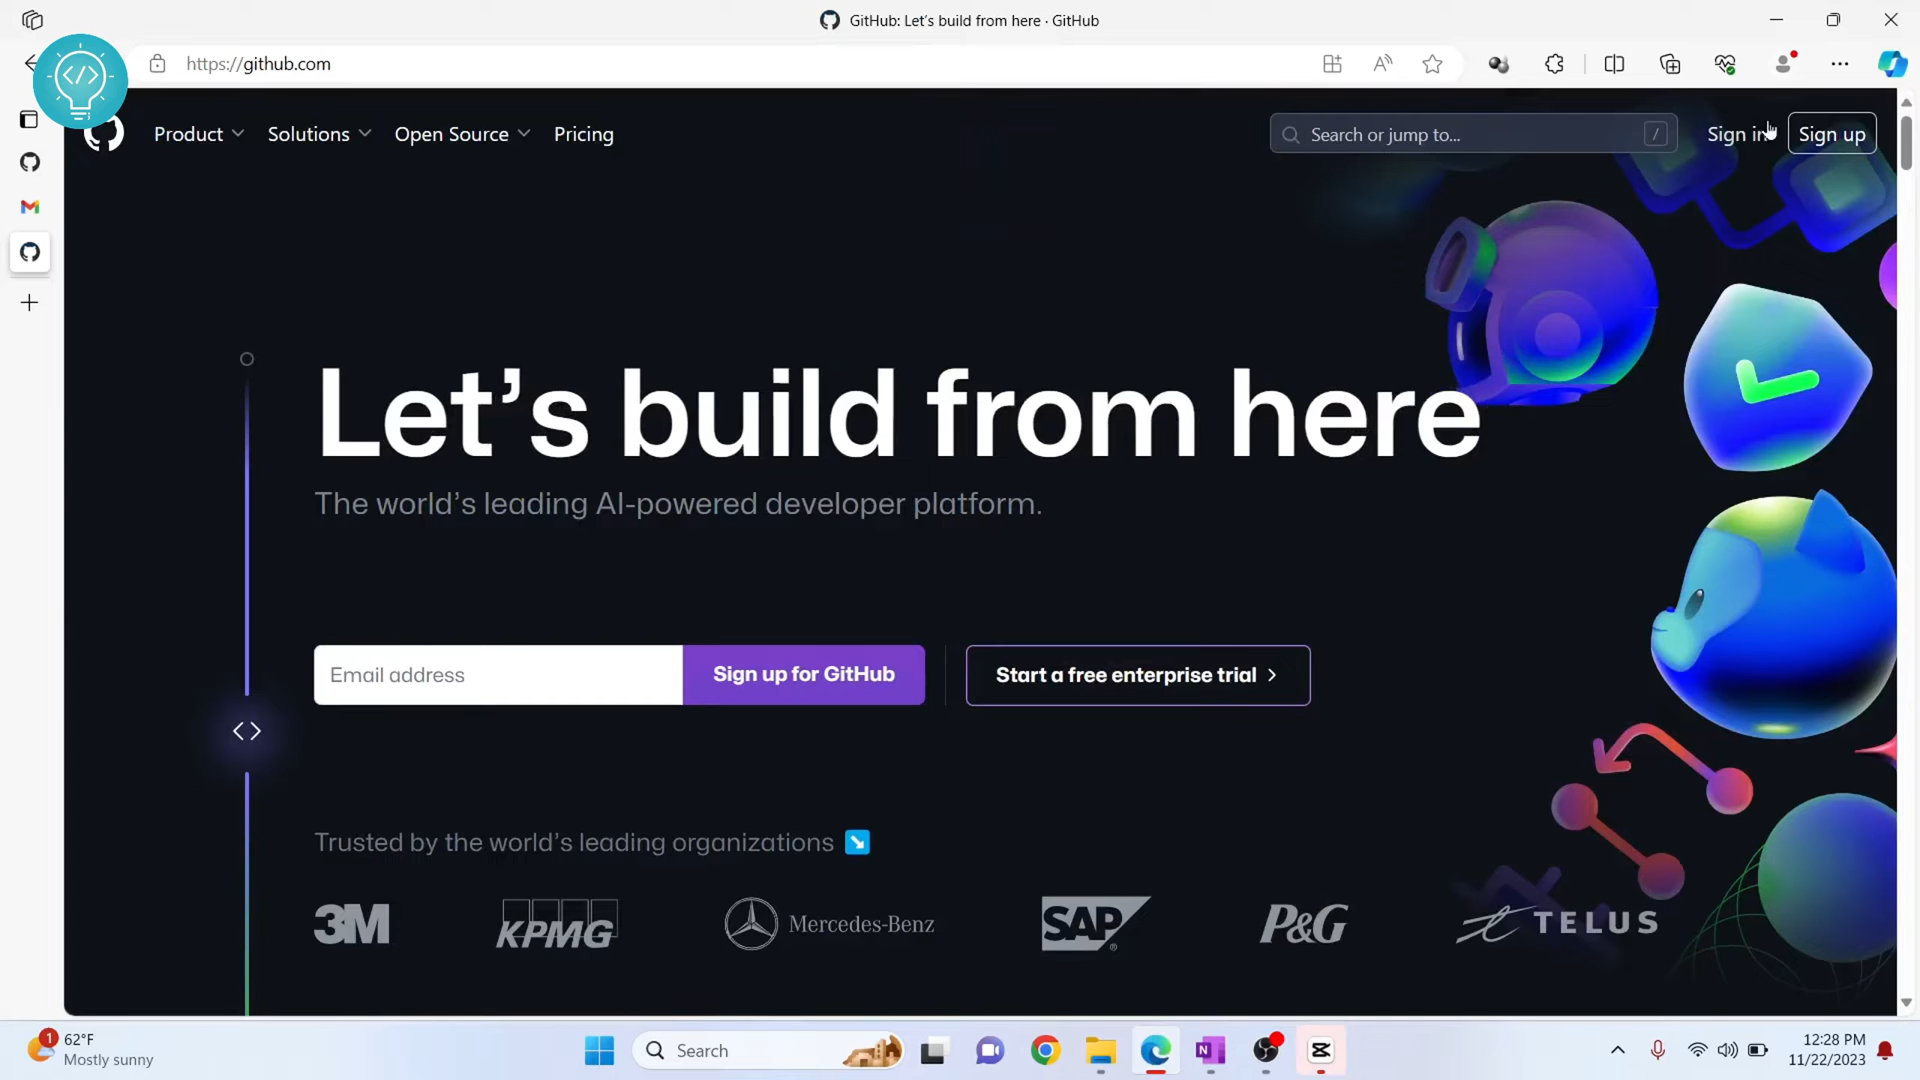 GitHub: Let's build from here · GitHub
https://github.com
Product
Solutions
Open Source
Pricing
Search or jump to...
/
Sign in
Sign up
Let’s build from here
The world’s leading AI-powered developer platform.
Email address
Sign up for GitHub
Start a free enterprise trial
Trusted by the world’s leading organizations
3M
KPMG
Mercedes-Benz
SAP
P&G
TELUS
1
62°F
Mostly sunny
Search
12:28 PM
11/22/2023